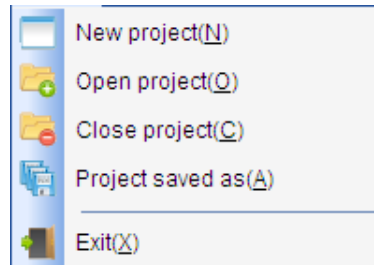 New project(N)
Open project(O)
Close project(C)
Project saved as(A)
Exit(X)